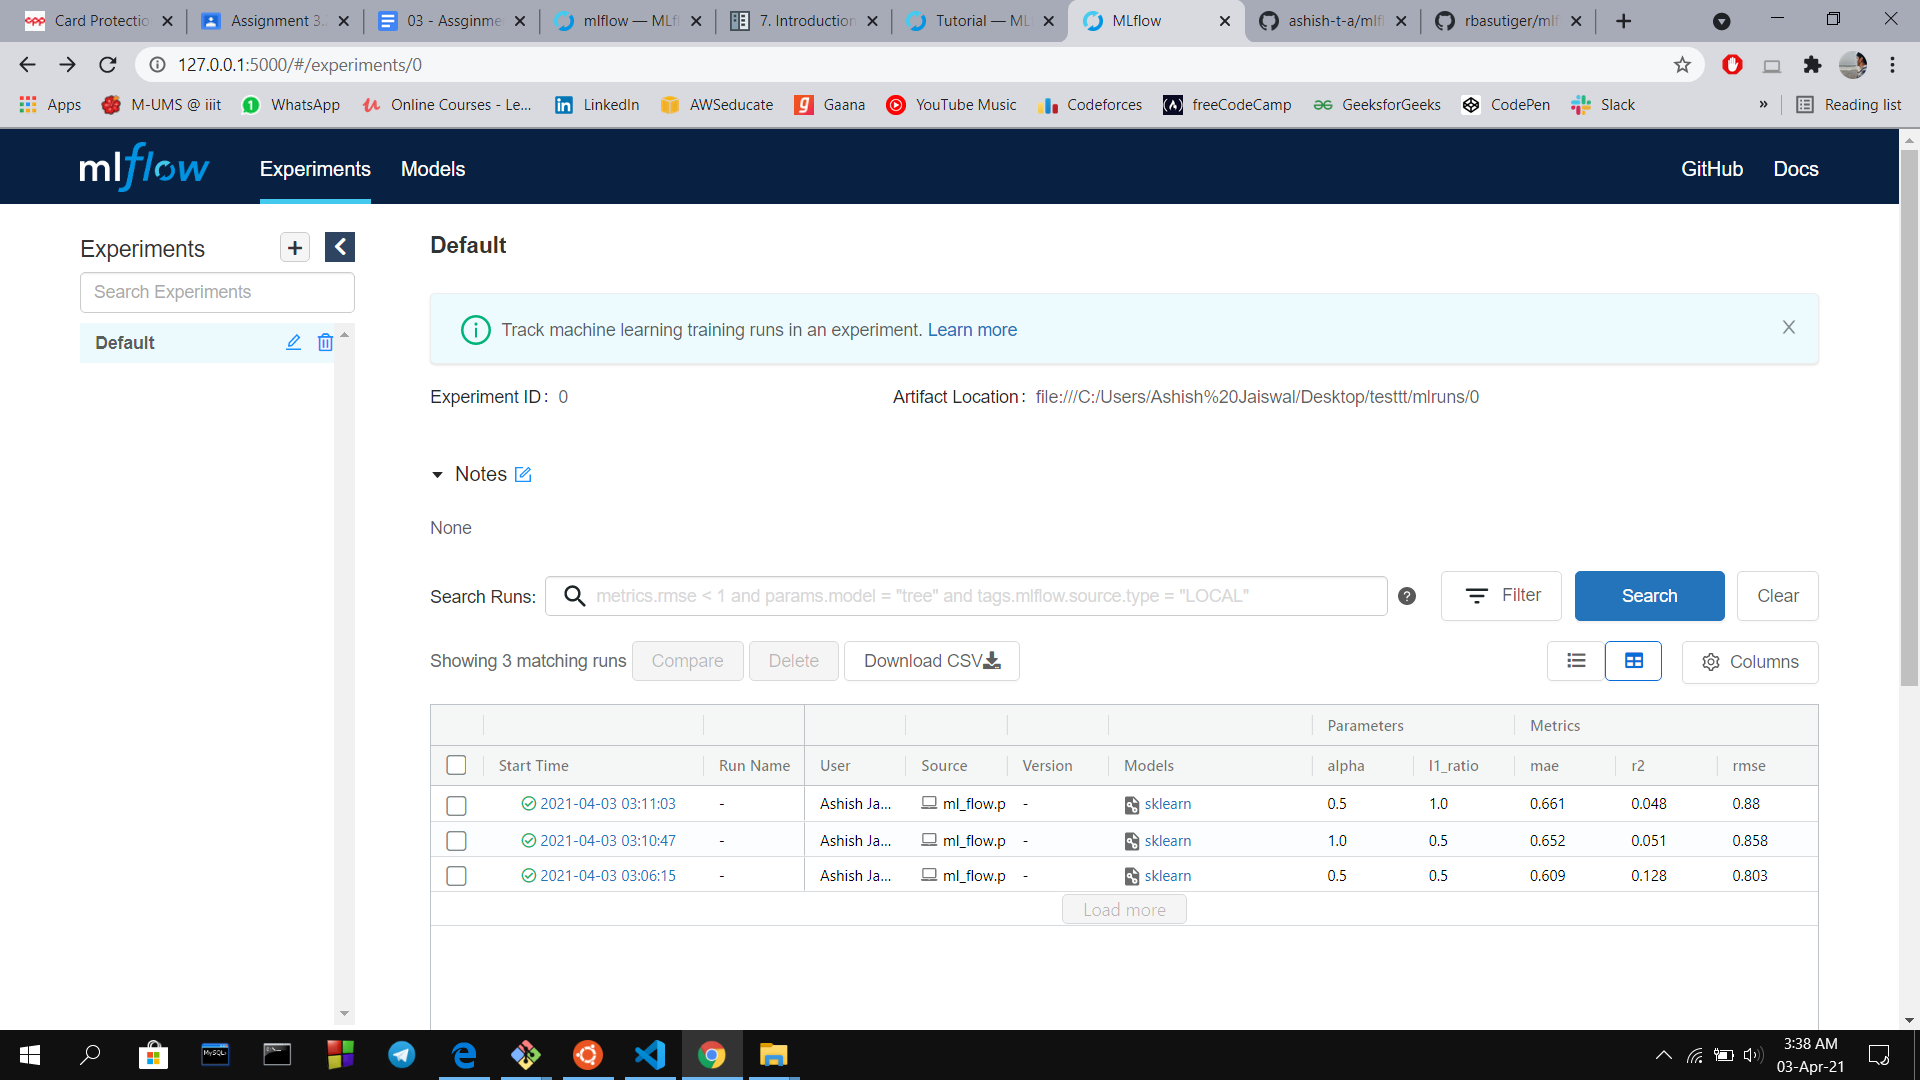 Card Protection
Assignment 3.
03 - Assginme
mlflow — MLf
7. Introduction
Tutorial — ML
MLflow
ashish-t-a/mlf
rbasutiger/mlf
127.0.0.1:5000/#/experiments/0
Apps M-UMS @ iiit WhatsApp Online Courses - Le... LinkedIn AWSeducate Gaana YouTube Music Codeforces freeCodeCamp GeeksforGeeks CodePen Slack » Reading list
mlflow Experiments Models GitHub Docs
Experiments
Search Experiments
Default
Default
Track machine learning training runs in an experiment. Learn more
Experiment ID: 0 Artifact Location: file:///C:/Users/Ashish%20Jaiswal/Desktop/testtt/mlruns/0
Notes
None
Search Runs: metrics.rmse < 1 and params.model = "tree" and tags.mlflow.source.type = "LOCAL" ? Filter Search Clear
Showing 3 matching runs Compare Delete Download CSV Columns
Parameters Metrics
Start Time Run Name User Source Version Models alpha l1_ratio mae r2 rmse
2021-04-03 03:11:03 - Ashish Ja... ml_flow.p - sklearn 0.5 1.0 0.661 0.048 0.88
2021-04-03 03:10:47 - Ashish Ja... ml_flow.p - sklearn 1.0 0.5 0.652 0.051 0.858
2021-04-03 03:06:15 - Ashish Ja... ml_flow.p - sklearn 0.5 0.5 0.609 0.128 0.803
Load more
3:38 AM
03-Apr-21